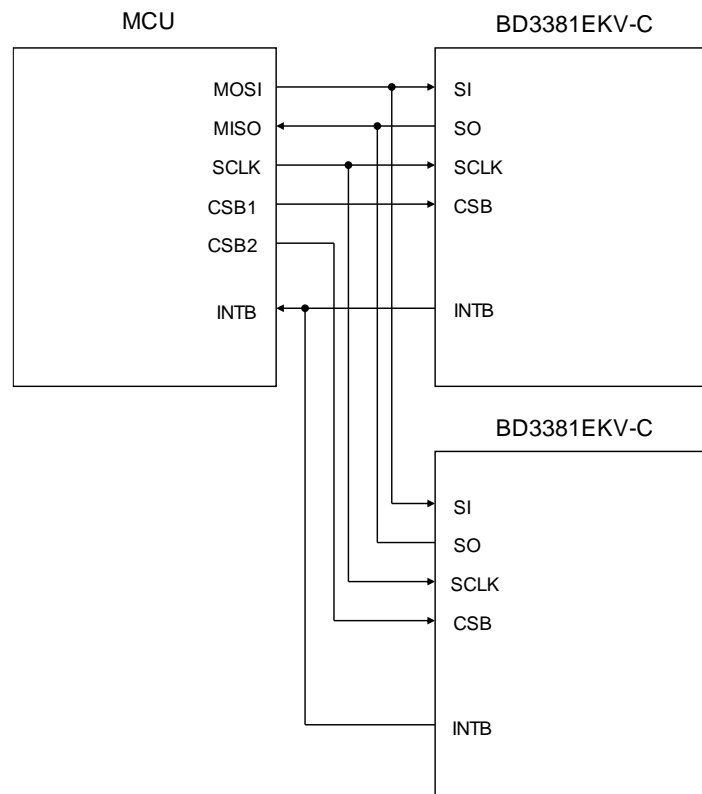 MCU
BD3381EKV-C
MOSI
SI
MISO
SO
SCLK
SCLK
CSB1
CSB
CSB2
INTB
INTB
BD3381EKV-C
SI
SO
SCLK
CSB
INTB